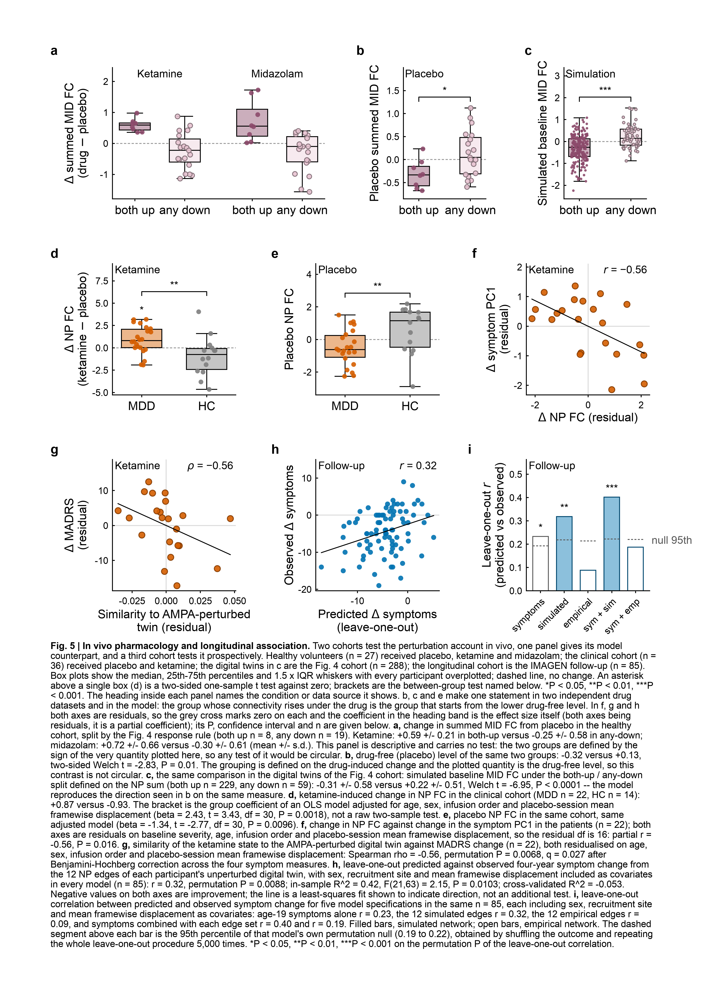 a
b
c
Ketamine
Midazolam
Δ summed MID FC
(drug − placebo)
2
1
0
-1
both up
any down
both up
any down
Placebo
*
Placebo summed MID FC
1.5
1.0
0.5
0.0
-0.5
both up
any down
Simulation
***
Simulated baseline MID FC
3
2
1
0
-1
-2
both up
any down
d
e
f
Ketamine
**
*
Δ NP FC
(ketamine − placebo)
7.5
5.0
2.5
0.0
-2.5
-5.0
MDD
HC
Placebo
**
Placebo NP FC
4
2
0
-2
MDD
HC
Ketamine
r = −0.56
Δ symptom PC1
(residual)
2
1
0
-1
-2
-2
0
2
Δ NP FC (residual)
g
h
i
Ketamine
ρ = −0.56
Δ MADRS
(residual)
10
0
-10
-0.025
0.000
0.025
0.050
Similarity to AMPA-perturbed
twin (residual)
Follow-up
r = 0.32
Observed Δ symptoms
10
0
-10
-20
-10
0
Predicted Δ symptoms
(leave-one-out)
Follow-up
Leave-one-out r
(predicted vs observed)
0.5
0.4
0.3
0.2
0.1
0.0
*
**
***
null 95th
symptoms
simulated
empirical
sym + sim
sym + emp
Fig. 5 | In vivo pharmacology and longitudinal association. Two cohorts test the perturbation account in vivo, one panel gives its model
counterpart, and a third cohort tests it prospectively. Healthy volunteers (n = 27) received placebo, ketamine and midazolam; the clinical cohort (n =
36) received placebo and ketamine; the digital twins in c are the Fig. 4 cohort (n = 288); the longitudinal cohort is the IMAGEN follow-up (n = 85).
Box plots show the median, 25th-75th percentiles and 1.5 x IQR whiskers with every participant overplotted; dashed line, no change. An asterisk
above a single box (d) is a two-sided one-sample t test against zero; brackets are the between-group test named below. *P < 0.05, **P < 0.01, ***P
< 0.001. The heading inside each panel names the condition or data source it shows. b, c and e make one statement in two independent drug
datasets and in the model: the group whose connectivity rises under the drug is the group that starts from the lower drug-free level. In f, g and h
both axes are residuals, so the grey cross marks zero on each and the coefficient in the heading band is the effect size itself (both axes being
residuals, it is a partial coefficient); its P, confidence interval and n are given below. a, change in summed MID FC from placebo in the healthy
cohort, split by the Fig. 4 response rule (both up n = 8, any down n = 19). Ketamine: +0.59 +/- 0.21 in both-up versus -0.25 +/- 0.58 in any-down;
midazolam: +0.72 +/- 0.66 versus -0.30 +/- 0.61 (mean +/- s.d.). This panel is descriptive and carries no test: the two groups are defined by the
sign of the very quantity plotted here, so any test of it would be circular. b, drug-free (placebo) level of the same two groups: -0.32 versus +0.13,
two-sided Welch t = -2.83, P = 0.01. The grouping is defined on the drug-induced change and the plotted quantity is the drug-free level, so this
contrast is not circular. c, the same comparison in the digital twins of the Fig. 4 cohort: simulated baseline MID FC under the both-up / any-down
split defined on the NP sum (both up n = 229, any down n = 59): -0.31 +/- 0.58 versus +0.22 +/- 0.51, Welch t = -6.95, P < 0.0001 -- the model
reproduces the direction seen in b on the same measure. d, ketamine-induced change in NP FC in the clinical cohort (MDD n = 22, HC n = 14):
+0.87 versus -0.93. The bracket is the group coefficient of an OLS model adjusted for age, sex, infusion order and placebo-session mean
framewise displacement (beta = 2.43, t = 3.43, df = 30, P = 0.0018), not a raw two-sample test. e, placebo NP FC in the same cohort, same
adjusted model (beta = -1.34, t = -2.77, df = 30, P = 0.0096). f, change in NP FC against change in the symptom PC1 in the patients (n = 22); both
axes are residuals on baseline severity, age, infusion order and placebo-session mean framewise displacement, so the residual df is 16: partial r =
-0.56, P = 0.016. g, similarity of the ketamine state to the AMPA-perturbed digital twin against MADRS change (n = 22), both residualised on age,
sex, infusion order and placebo-session mean framewise displacement: Spearman rho = -0.56, permutation P = 0.0068, q = 0.027 after
Benjamini-Hochberg correction across the four symptom measures. h, leave-one-out predicted against observed four-year symptom change from
the 12 NP edges of each participant's unperturbed digital twin, with sex, recruitment site and mean framewise displacement included as covariates
in every model (n = 85): r = 0.32, permutation P = 0.0088; in-sample R^2 = 0.42, F(21,63) = 2.15, P = 0.0103; cross-validated R^2 = -0.053.
Negative values on both axes are improvement; the line is a least-squares fit shown to indicate direction, not an additional test. i, leave-one-out
correlation between predicted and observed symptom change for five model specifications in the same n = 85, each including sex, recruitment site
and mean framewise displacement as covariates: age-19 symptoms alone r = 0.23, the 12 simulated edges r = 0.32, the 12 empirical edges r =
0.09, and symptoms combined with each edge set r = 0.40 and r = 0.19. Filled bars, simulated network; open bars, empirical network. The dashed
segment above each bar is the 95th percentile of that model's own permutation null (0.19 to 0.22), obtained by shuffling the outcome and repeating
the whole leave-one-out procedure 5,000 times. *P < 0.05, **P < 0.01, ***P < 0.001 on the permutation P of the leave-one-out correlation.